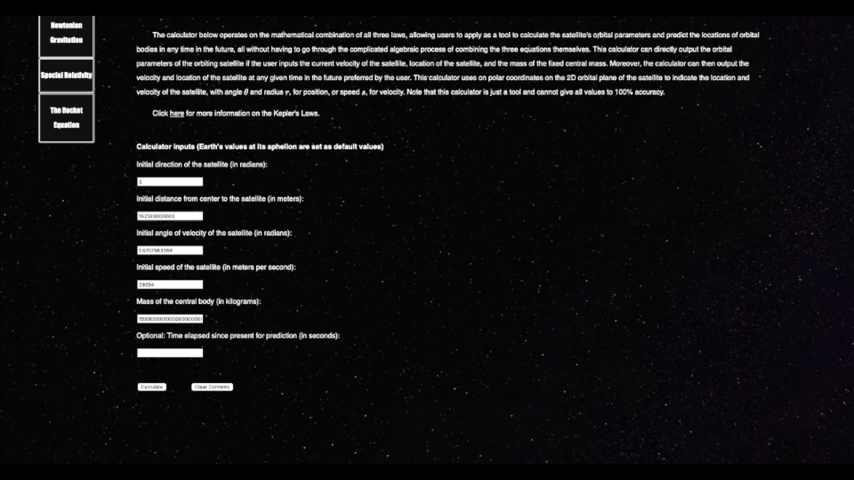 Newtonian
Gravitation
Special Relativity
The Rocket
Equation
The calculator below operates on the mathematical combination of all three laws, allowing users to apply as a tool to calculate the satellite's orbital parameters and predict the locations of orbital
bodies in any time in the future, all without having to go through the complicated algebraic process of combining the three equations themselves. This calculator can directly output the orbital
parameters of the orbiting satellite if the user inputs the current velocity of the satellite, location of the satellite, and the mass of the fixed central body. Moreover, the calculator can then output the
velocity and location of the satellite at any given time in the future preferred by the user. This calculator uses on polar coordinates on the 2D orbital plane of the satellite to indicate the location and
velocity of the satellite, with angle θ and radius r, for position, or speed s, for velocity. Note that this calculator is just a tool and cannot give all values to 100% accuracy.
Click here for more information on the Kepler's Laws.
Calculator inputs (Earth's values at its aphelion are set as default values)
Initial direction of the satellite (in radians):
Initial distance from center to the satellite (in meters):
Initial angle of velocity of the satellite (in radians):
Initial speed of the satellite (in meters per second):
Mass of the central body (in kilograms):
Optional: Time elapsed since present for prediction (in seconds):
Calculate
Clear Contents